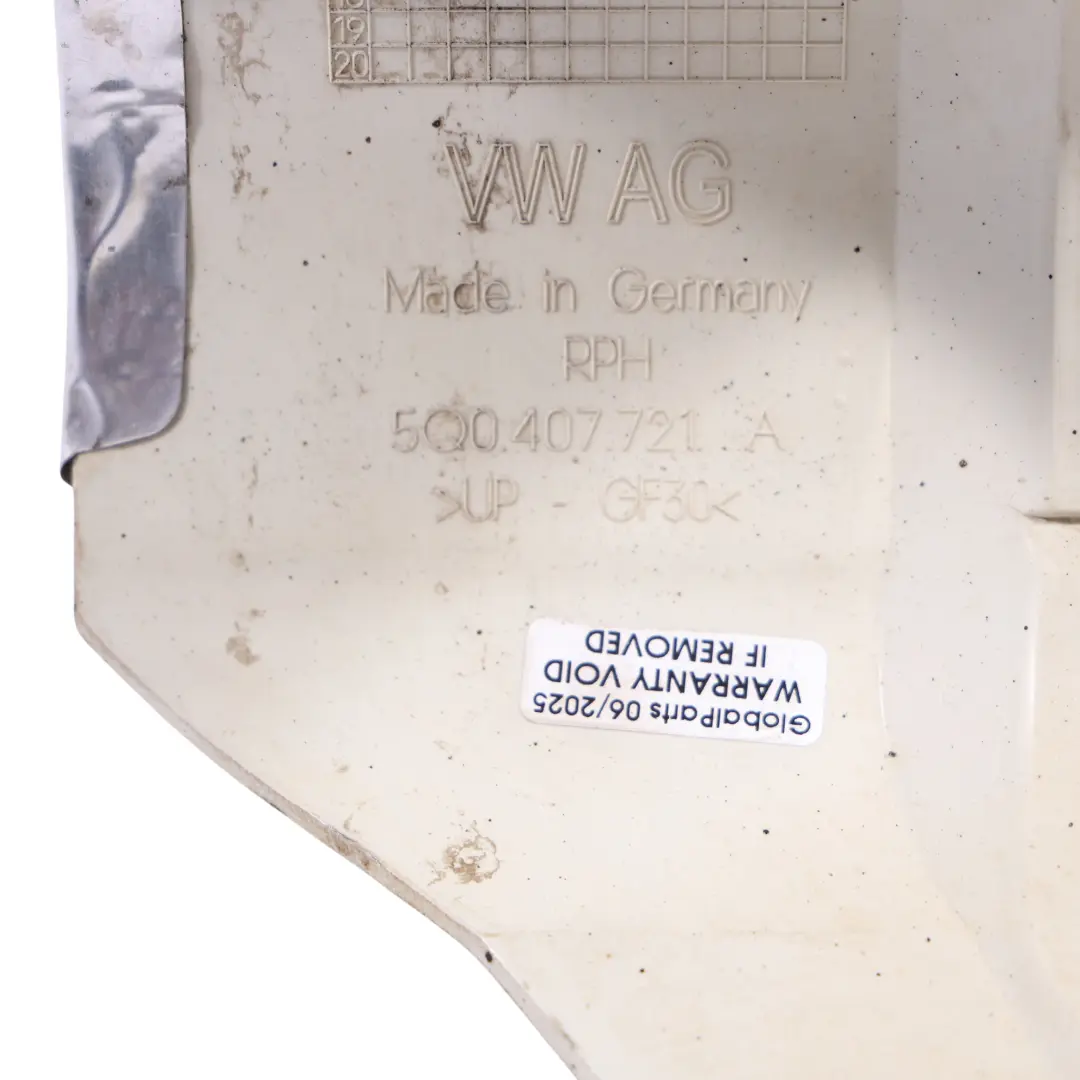 18
19
20
VW AG
Made in Germany
RPH
5Q0.407.721. A
>UP - GF30<
GlobalParts 06/2025
WARRANTY VOID
IF REMOVED